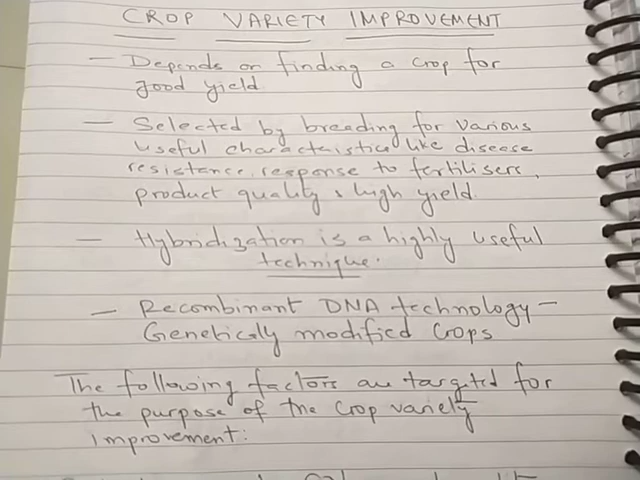 CROP VARIETY IMPROVEMENT
- Depends on finding a crop for
good yield
- Selected by breading for various
useful characteristics like disease
resistance, response to fertilisers,
product quality & high yield.
- Hybridization is a highly useful
technique.
- Recombinant DNA technology -
Genetically modified crops
The following factors are targeted for
the purpose of the crop variety
improvement: